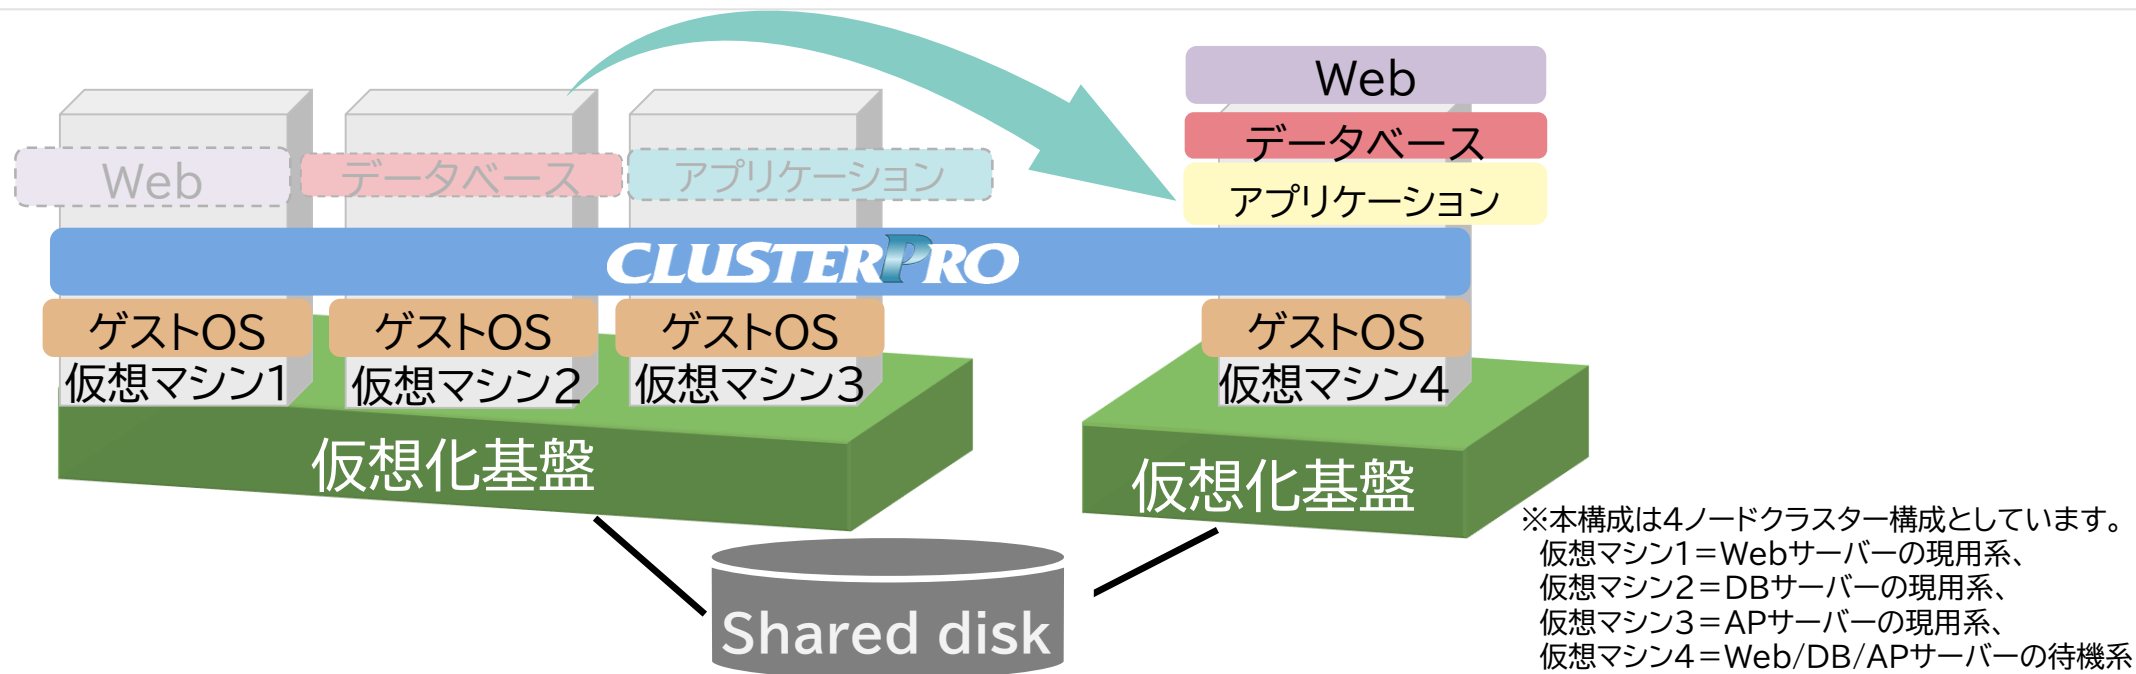 Web
データベース
アプリケーション
Web
データベース
アプリケーション
CLUSTERPRO
ゲストOS
ゲストOS
ゲストOS
ゲストOS
仮想マシン1
仮想マシン2
仮想マシン3
仮想マシン4
仮想化基盤
仮想化基盤
Shared disk
※本構成は4ノードクラスター構成としています。
仮想マシン1＝Webサーバーの現用系、
仮想マシン2＝DBサーバーの現用系、
仮想マシン3＝APサーバーの現用系、
仮想マシン4＝Web/DB/APサーバーの待機系